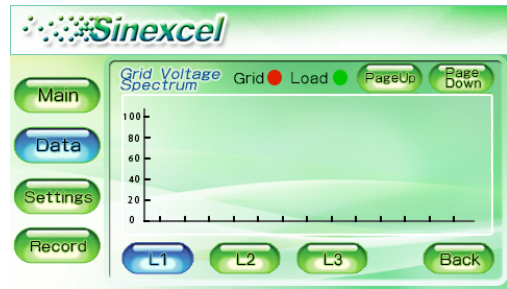 Sinexcel
Main
Data
Settings
Record
Grid Voltage
Spectrum
Grid Load PageUp Page
Down
100
80
60
40
20
0
L1 L2 L3 Back